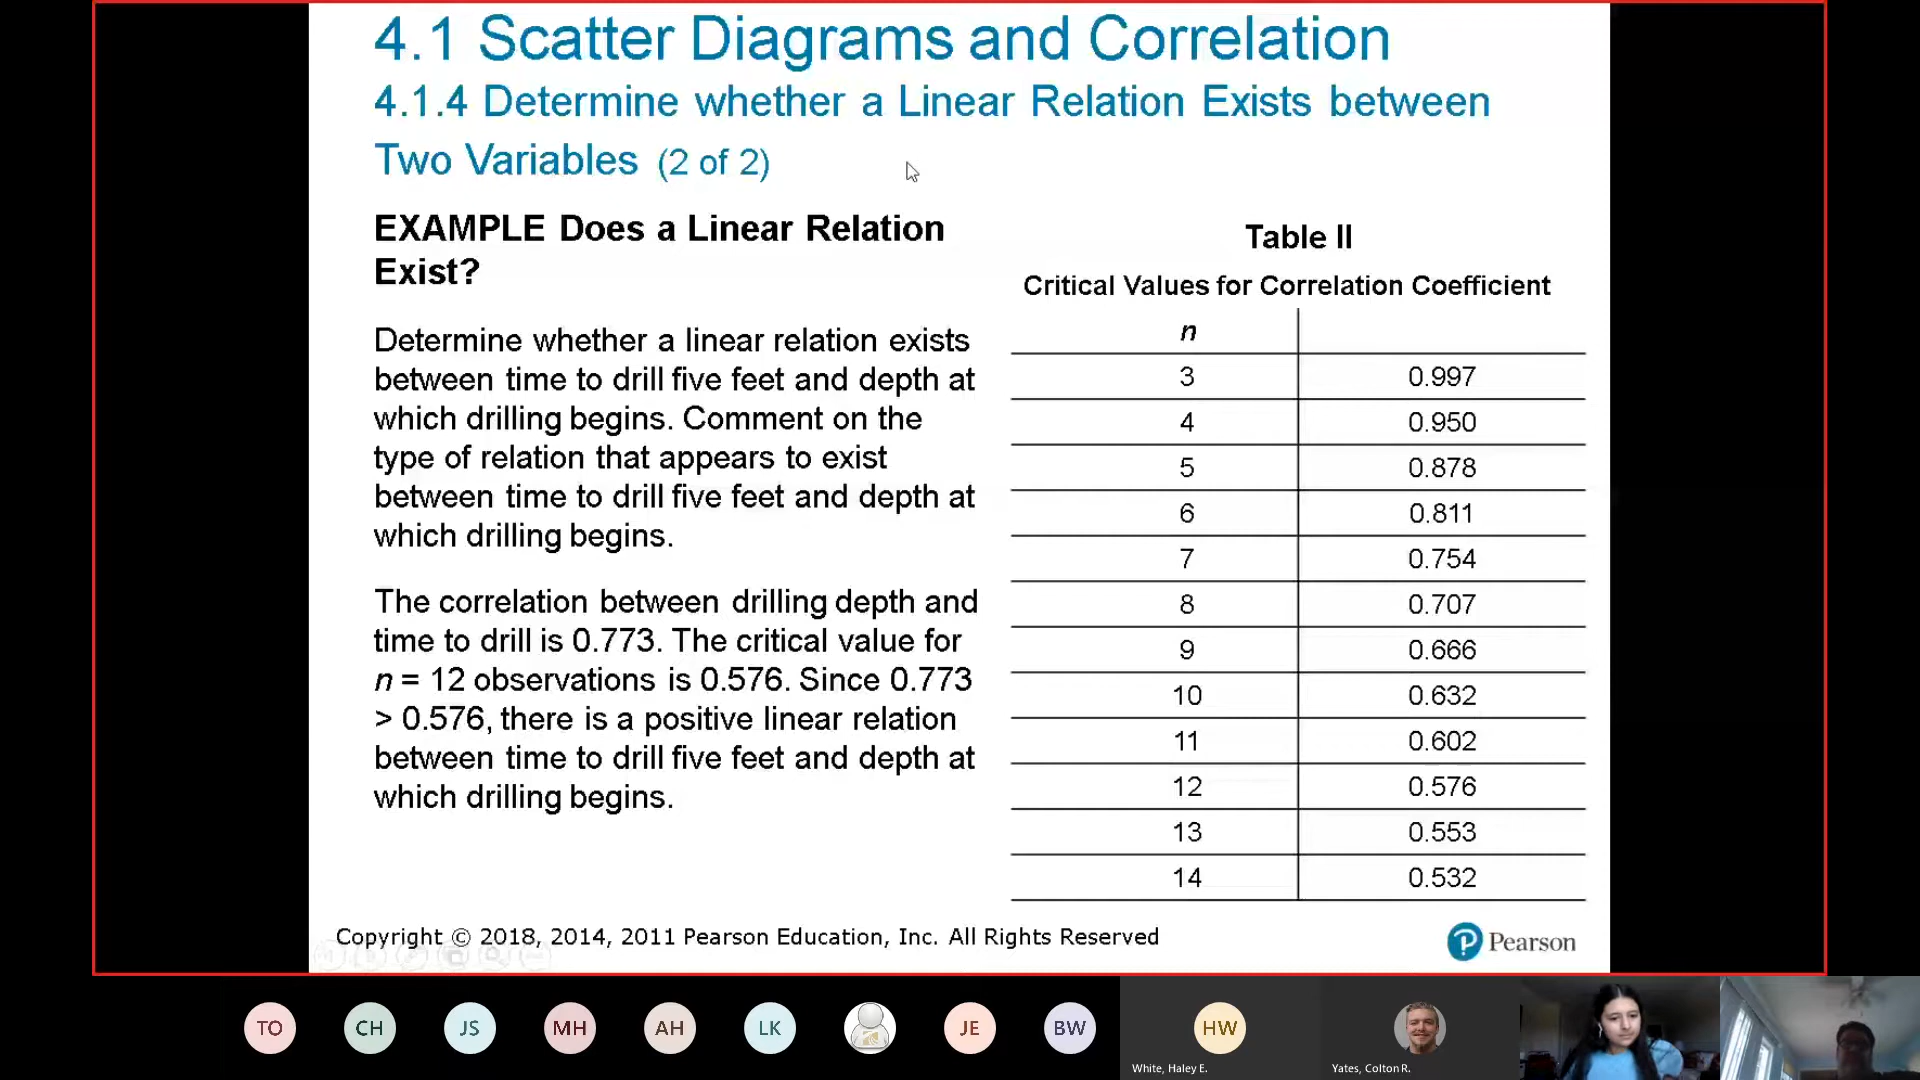 4.1 Scatter Diagrams and Correlation
4.1.4 Determine whether a Linear Relation Exists between
Two Variables (2 of 2)
EXAMPLE Does a Linear Relation
Exist?
Determine whether a linear relation exists
between time to drill five feet and depth at
which drilling begins. Comment on the
type of relation that appears to exist
between time to drill five feet and depth at
which drilling begins.
The correlation between drilling depth and
time to drill is 0.773. The critical value for
n = 12 observations is 0.576. Since 0.773
> 0.576, there is a positive linear relation
between time to drill five feet and depth at
which drilling begins.
Table II
Critical Values for Correlation Coefficient
n
3 0.997
4 0.950
5 0.878
6 0.811
7 0.754
8 0.707
9 0.666
10 0.632
11 0.602
12 0.576
13 0.553
14 0.532
Copyright © 2018, 2014, 2011 Pearson Education, Inc. All Rights Reserved
P Pearson
TO CH JS MH AH LK JE BW HW
White, Haley E.
Yates, Colton R.